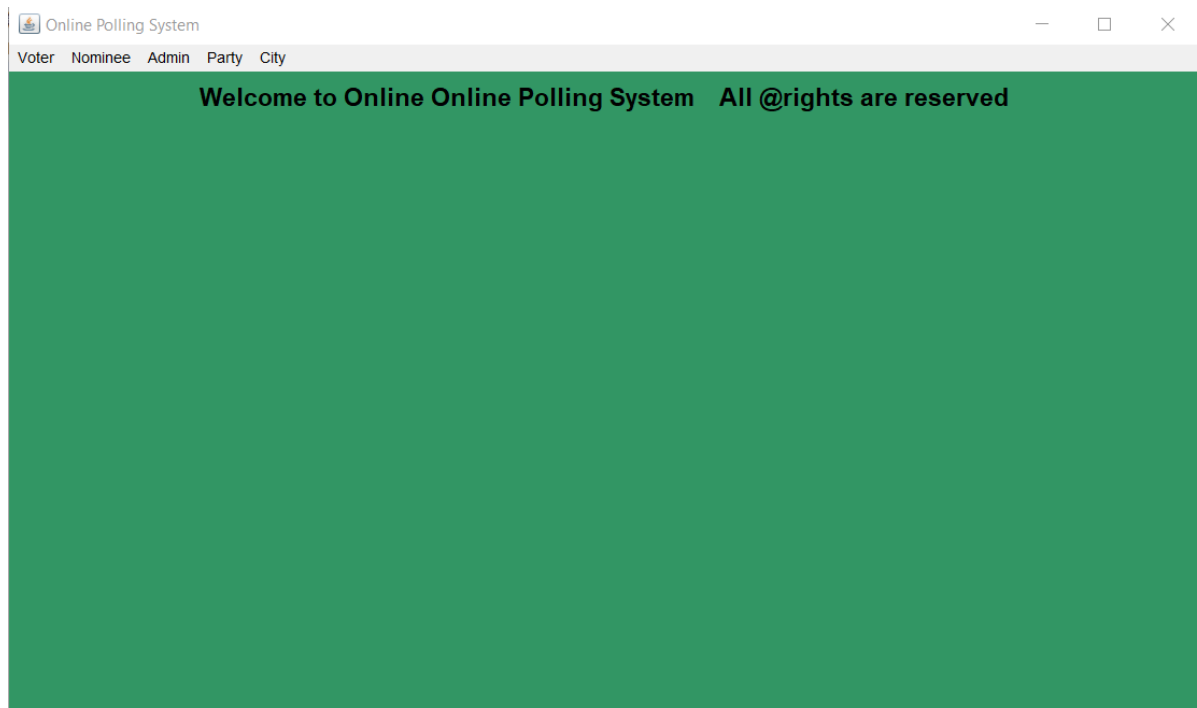 Online Polling System
Voter Nominee Admin Party City
Welcome to Online Online Polling System All @rights are reserved